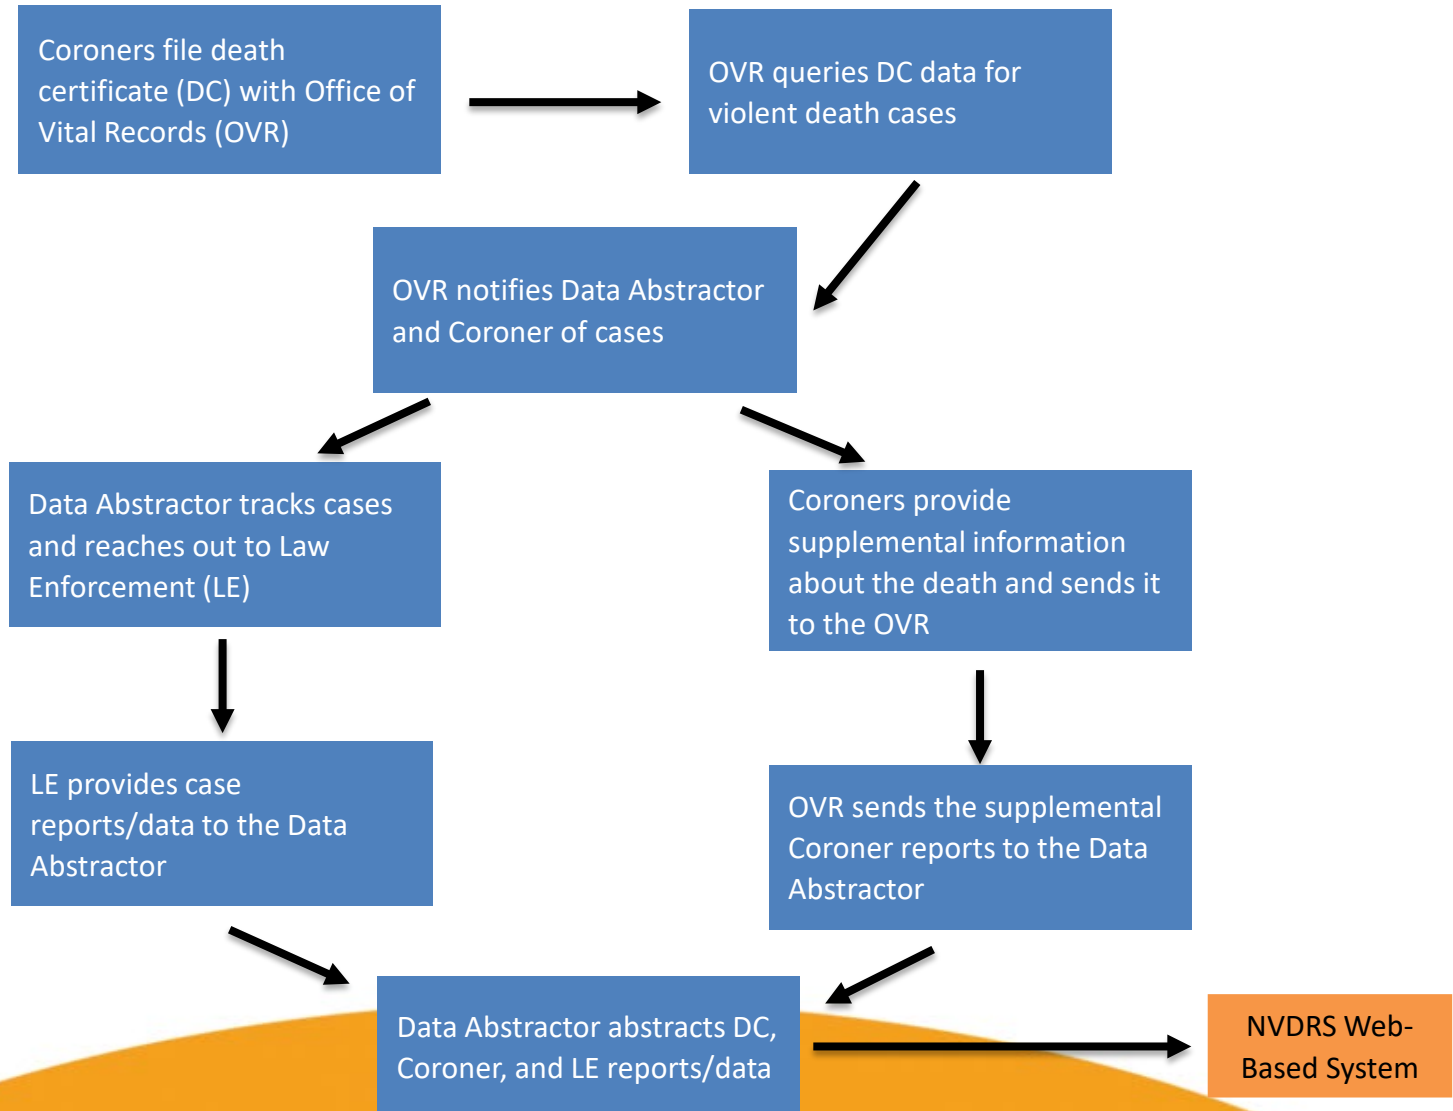 Coroners file death
certificate (DC) with Office of
Vital Records (OVR)
OVR queries DC data for
violent death cases
OVR notifies Data Abstractor
and Coroner of cases
Data Abstractor tracks cases
and reaches out to Law
Enforcement (LE)
Coroners provide
supplemental information
about the death and sends it
to the OVR
LE provides case
reports/data to the Data
Abstractor
OVR sends the supplemental
Coroner reports to the Data
Abstractor
Data Abstractor abstracts DC,
Coroner, and LE reports/data
NVDRS Web-
Based System